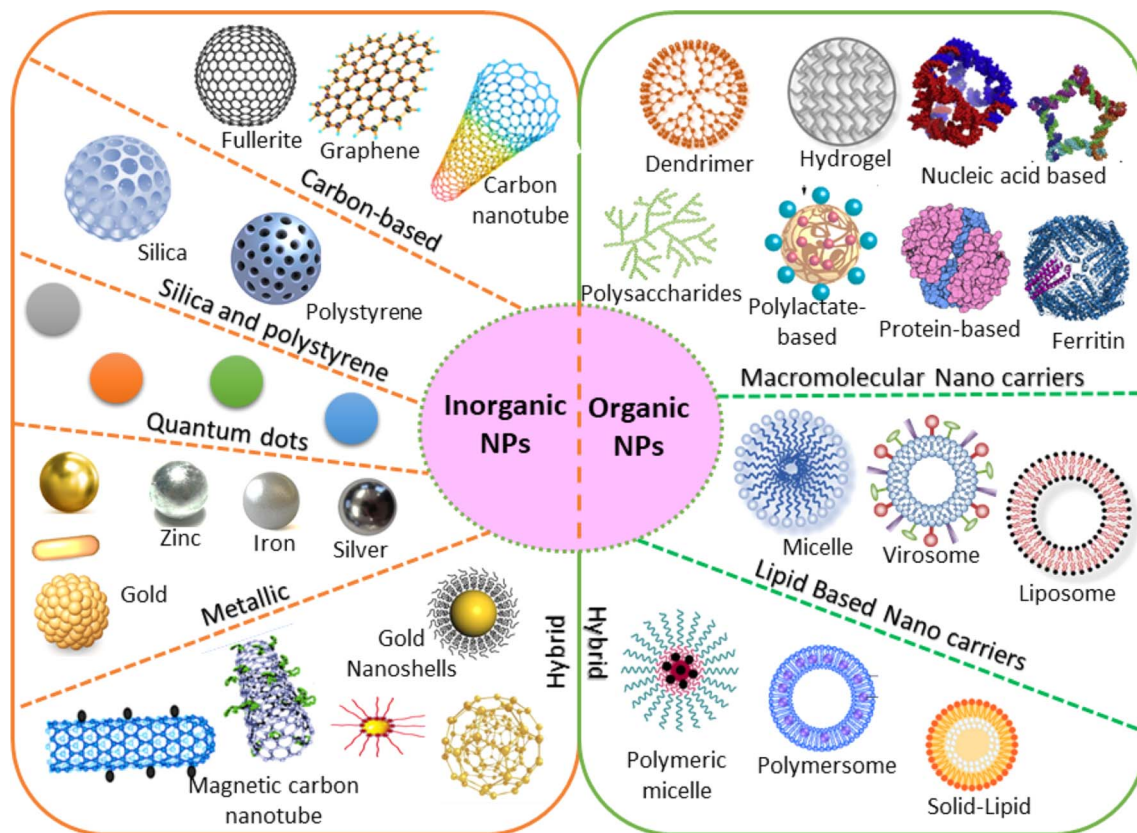 Fullerite
Graphene
Carbon
nanotube
Carbon-based
Silica
Polystyrene
Silica and polystyrene
Quantum dots
Zinc
Iron
Silver
Gold
Metallic
Gold
Nanoshells
Magnetic carbon
nanotube
Hybrid
Inorganic
NPs
Organic
NPs
Dendrimer
Hydrogel
Nucleic acid based
Polysaccharides
Polylactate-
based
Protein-based
Ferritin
Macromolecular Nano carriers
Micelle
Virosome
Liposome
Lipid Based Nano carriers
Hybrid
Polymeric
micelle
Polymersome
Solid-Lipid